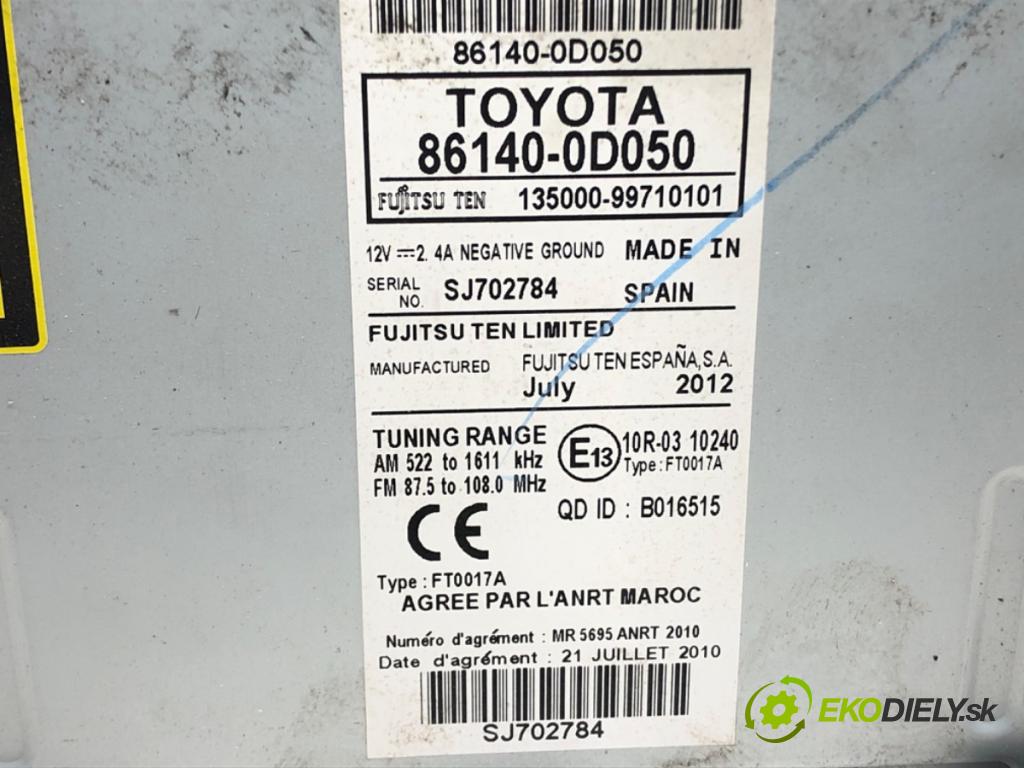 86140-0D050
TOYOTA
86140-0D050
FUJITSU TEN 135000-99710101
12V 2.4A NEGATIVE GROUND MADE IN
SERIAL NO. SJ702784 SPAIN
FUJITSU TEN LIMITED
MANUFACTURED FUJITSU TEN ESPAÑA,S.A.
July 2012
TUNING RANGE
AM 522 to 1611 kHz
FM 87.5 to 108.0 MHz
E13 10R-03 10240
Type:FT0017A
QD ID : B016515
CE
Type : FT0017A
AGREE PAR L'ANRT MAROC
Numéro d'agrément : MR 5695 ANRT 2010
Date d'agrément : 21 JUILLET 2010
SJ702784
EKODIELY.sk